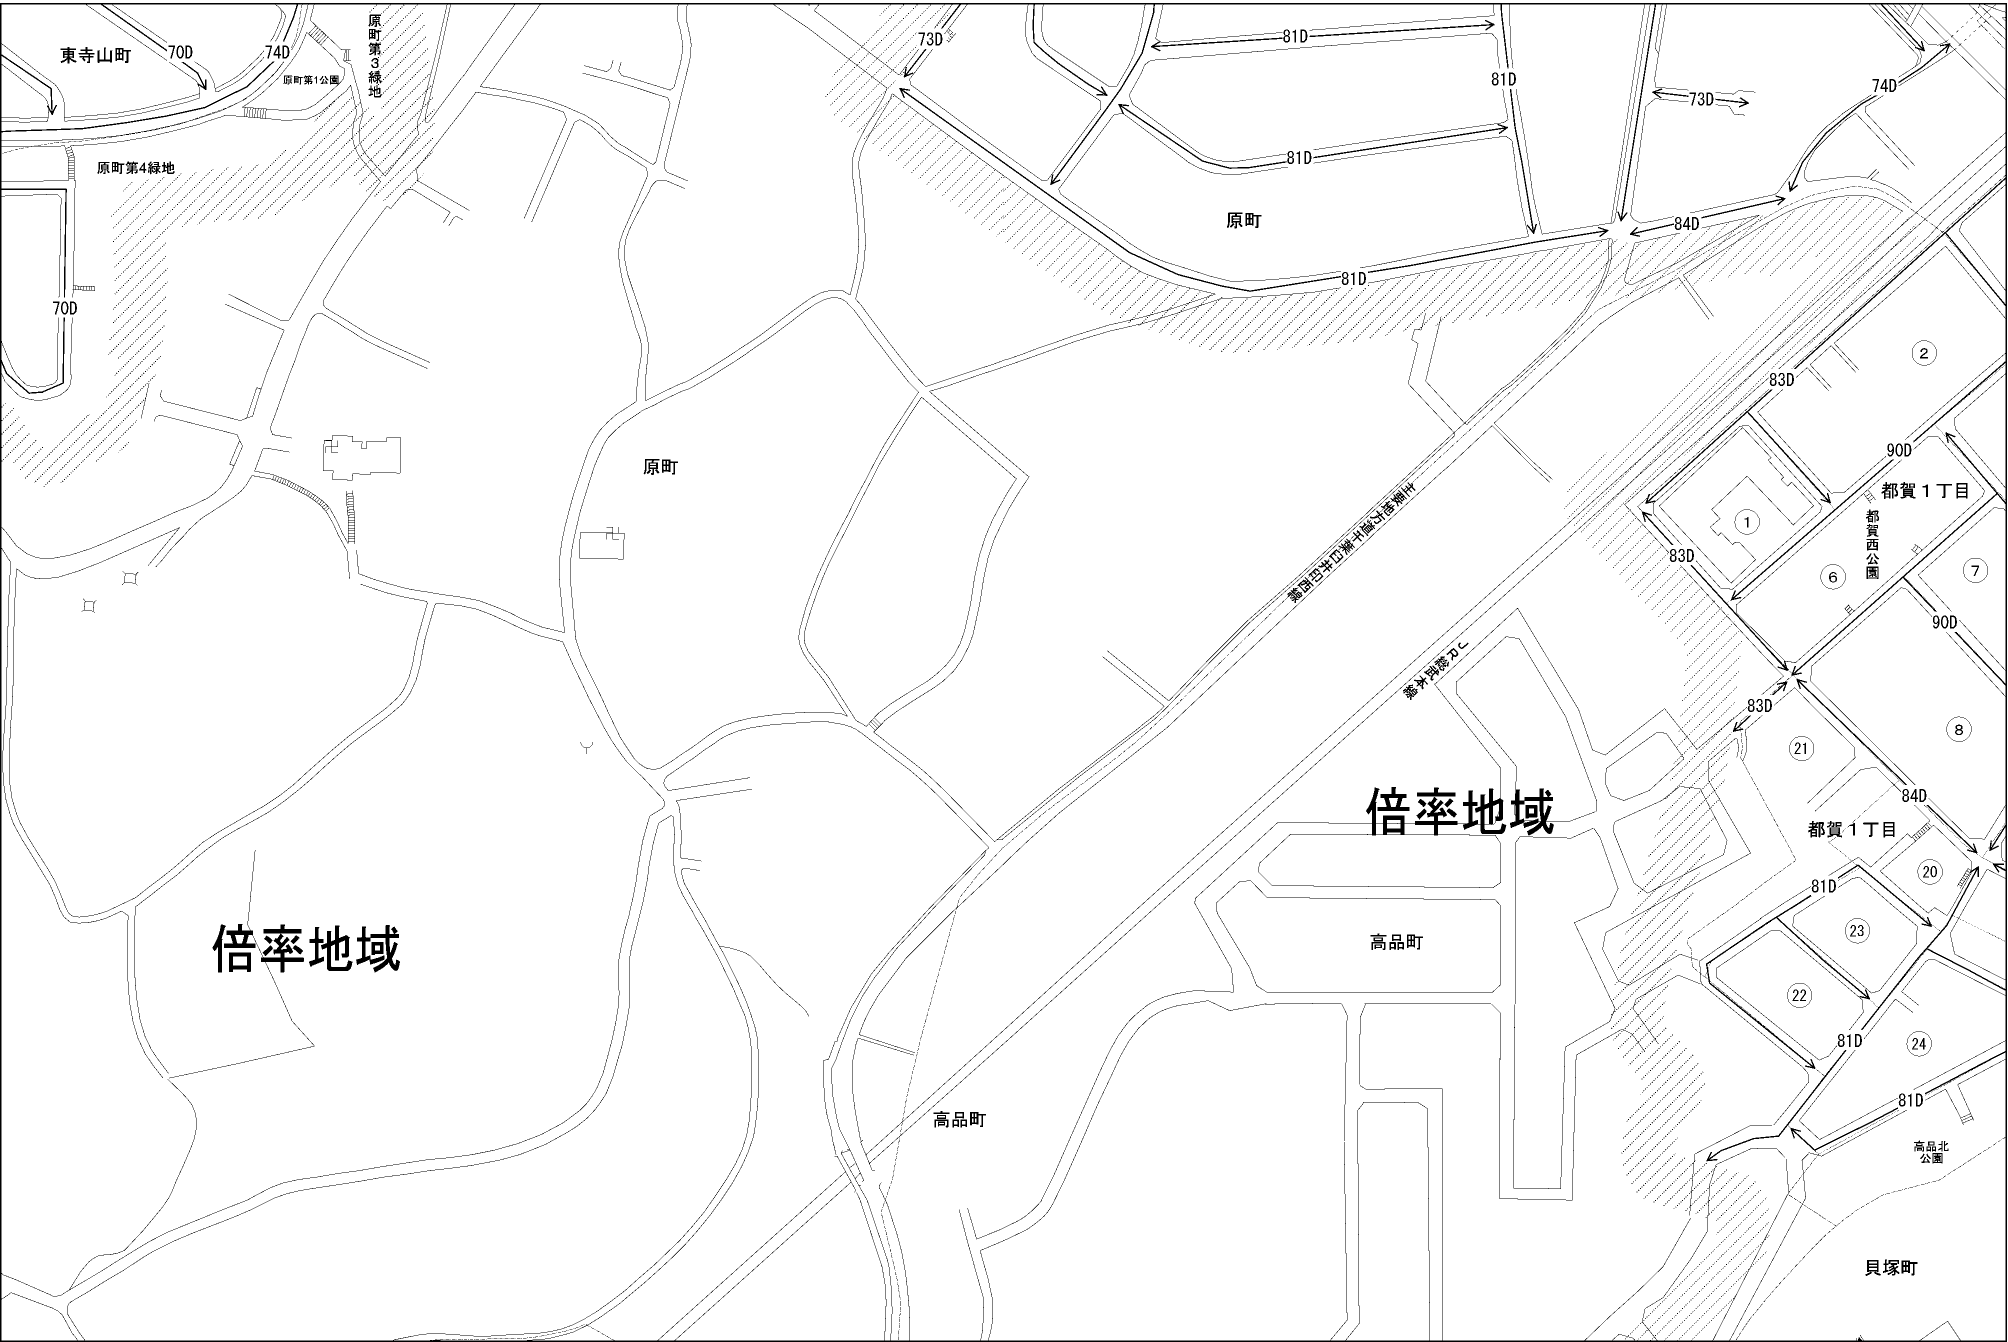 東寺山町
70D
74D
原町第3緑地
原町第1公園
原町第4緑地
70D
73D
81D
81D
73D
74D
81D
原町
84D
81D
原町
主要地方道千葉臼井印西線
JR総武本線
83D
2
90D
都賀1丁目
都賀西公園
1
83D
6
7
90D
83D
21
8
倍率地域
84D
都賀1丁目
20
81D
倍率地域
高品町
23
22
81D
24
81D
高品町
高品北
公園
貝塚町